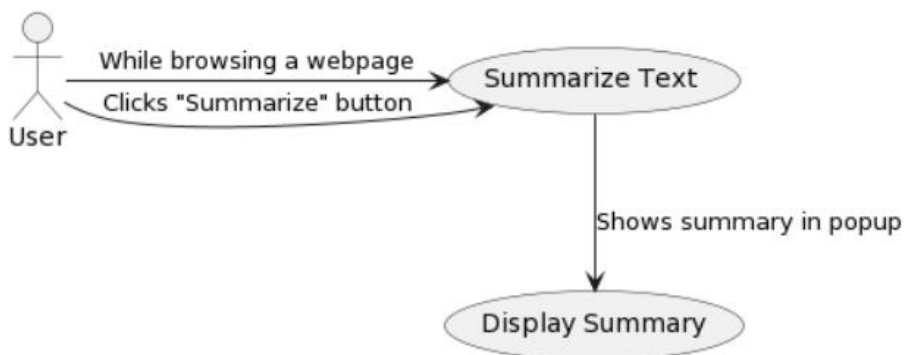 While browsing a webpage
Clicks "Summarize" button
User
Summarize Text
Shows summary in popup
Display Summary